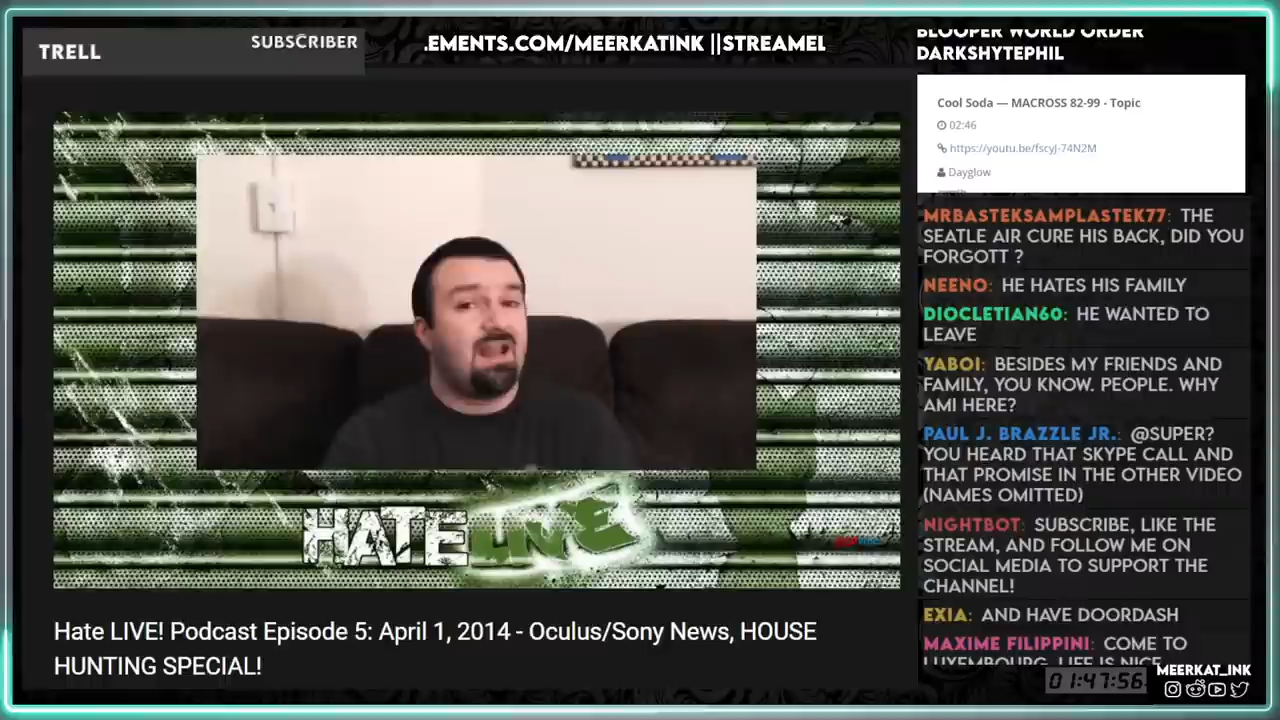 TRELL
SUBSCRIBER
.EMENTS.COM/MEERKATINK ||STREAMEL
BLOOPER WORLD ORDER
DARKSHYTEPHIL
Cool Soda — MACROSS 82-99 - Topic
02:46
https://youtu.be/fscyJ-74N2M
Dayglow
MRBASTEKSAMPLASTEK77: THE
SEATLE AIR CURE HIS BACK, DID YOU
FORGOTT ?
NEENO: HE HATES HIS FAMILY
DIOCLETIAN60: HE WANTED TO
LEAVE
YABOI: BESIDES MY FRIENDS AND
FAMILY, YOU KNOW. PEOPLE. WHY
AMI HERE?
PAUL J. BRAZZLE JR.: @SUPER?
YOU HEARD THAT SKYPE CALL AND
THAT PROMISE IN THE OTHER VIDEO
(NAMES OMITTED)
NIGHTBOT: SUBSCRIBE, LIKE THE
STREAM, AND FOLLOW ME ON
SOCIAL MEDIA TO SUPPORT THE
CHANNEL!
EXIA: AND HAVE DOORDASH
MAXIME FILIPPINI: COME TO
LUXEMBOURG, LIFE IS NICE
HATE LIVE
Hate LIVE! Podcast Episode 5: April 1, 2014 - Oculus/Sony News, HOUSE
HUNTING SPECIAL!
01:47:56
MEERKAT_INK